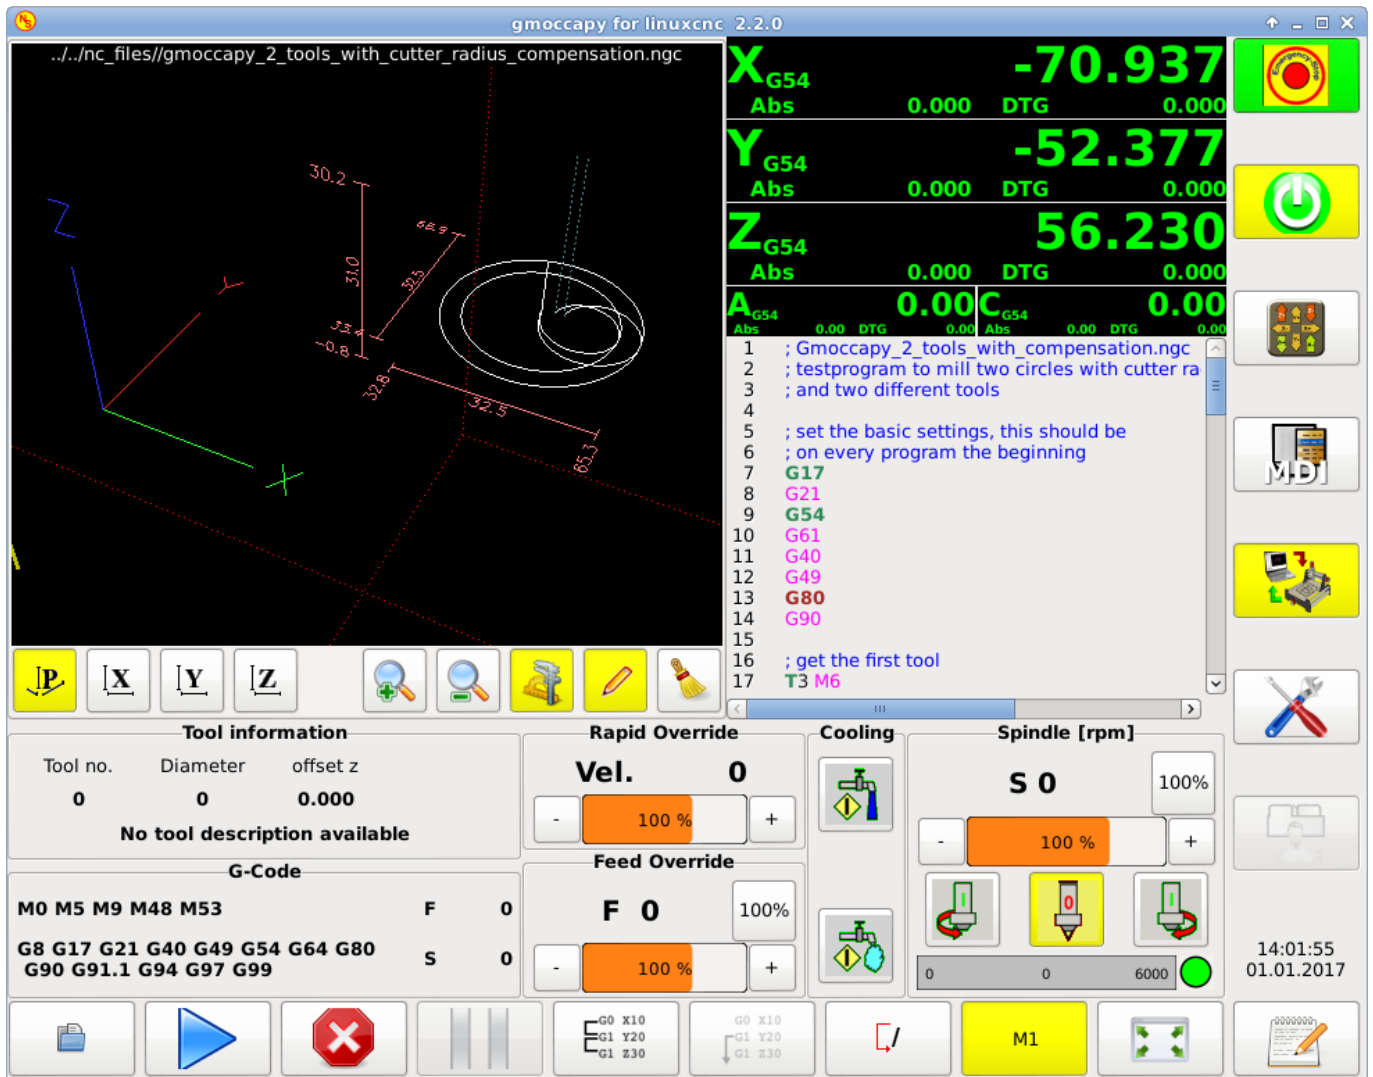 gmoccapy for linuxcnc 2.2.0
../../nc_files//gmoccapy_2_tools_with_cutter_radius_compensation.ngc
30.2
68.9
31.0
32.5
33.4
-0.8
32.8
32.5
65.3
Z
Y
X
X G54 -70.937
Abs 0.000 DTG 0.000
Y G54 -52.377
Abs 0.000 DTG 0.000
Z G54 56.230
Abs 0.000 DTG 0.000
A G54 0.00 C G54 0.00
Abs 0.00 DTG 0.00 Abs 0.00 DTG 0.00
1 ; Gmoccapy_2_tools_with_compensation.ngc
2 ; testprogram to mill two circles with cutter ra
3 ; and two different tools
4
5 ; set the basic settings, this should be
6 ; on every program the beginning
7 G17
8 G21
9 G54
10 G61
11 G40
12 G49
13 G80
14 G90
15
16 ; get the first tool
17 T3 M6
Emergency-Stop
MDI
P X Y Z
Tool information
Tool no. Diameter offset z
0 0 0.000
No tool description available
G-Code
M0 M5 M9 M48 M53 F 0
G8 G17 G21 G40 G49 G54 G64 G80 S 0
G90 G91.1 G94 G97 G99
Rapid Override
Vel. 0
- 100 % +
Feed Override
F 0 100%
- 100 % +
Cooling
Spindle [rpm]
S 0 100%
- 100 % +
I 0 I
0 0 6000
14:01:55
01.01.2017
G0 X10
G1 Y20
G1 Z30
G0 X10
G1 Y20
G1 Z30
/
M1